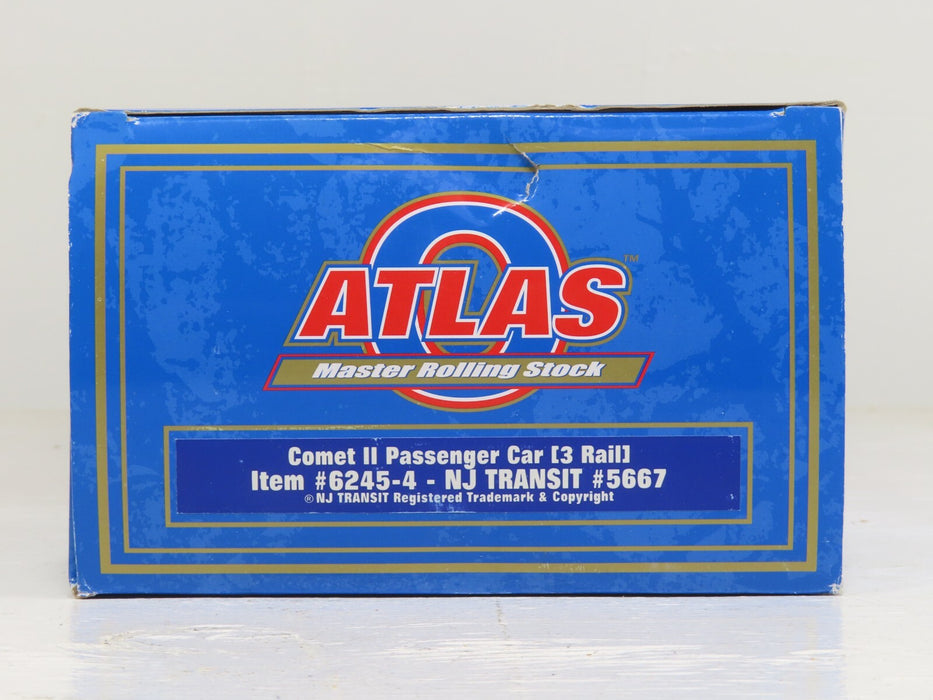 ATLAS™
O
Master Rolling Stock
Comet II Passenger Car [3 Rail]
Item #6245-4 - NJ TRANSIT #5667
® NJ TRANSIT Registered Trademark & Copyright